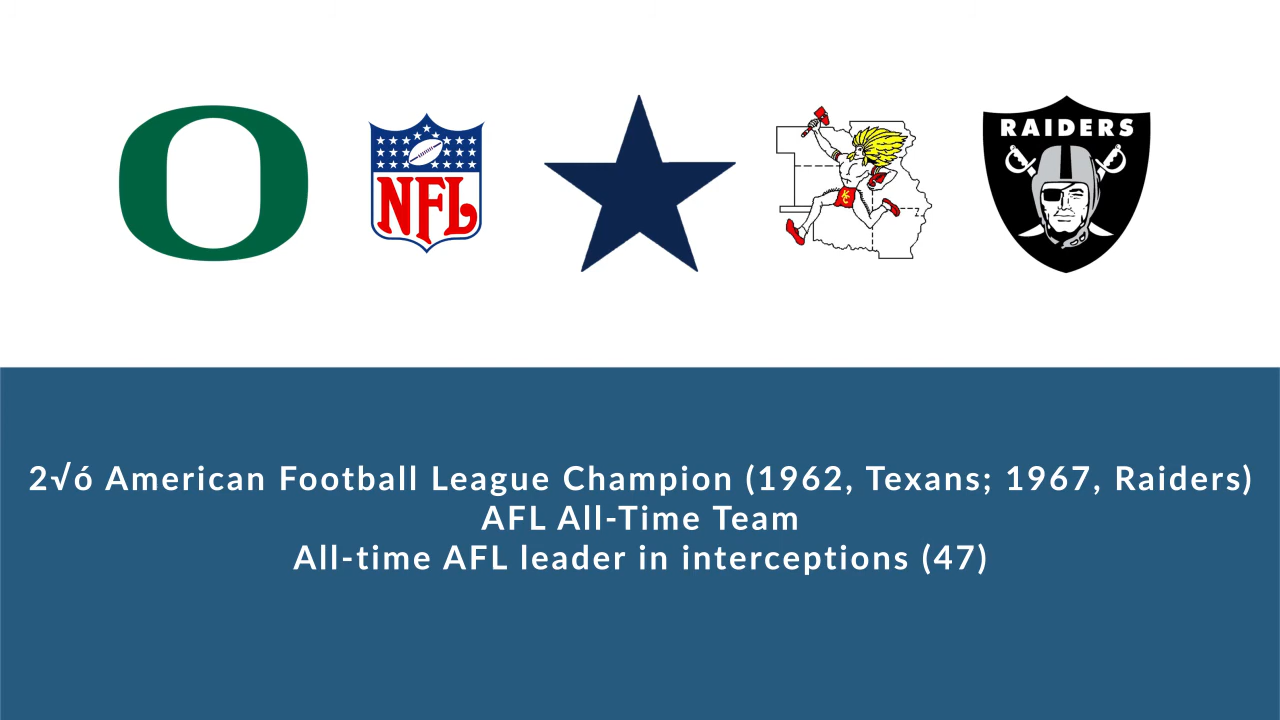 O
NFL
RAIDERS
KC
2√ó American Football League Champion (1962, Texans; 1967, Raiders)
AFL All-Time Team
All-time AFL leader in interceptions (47)